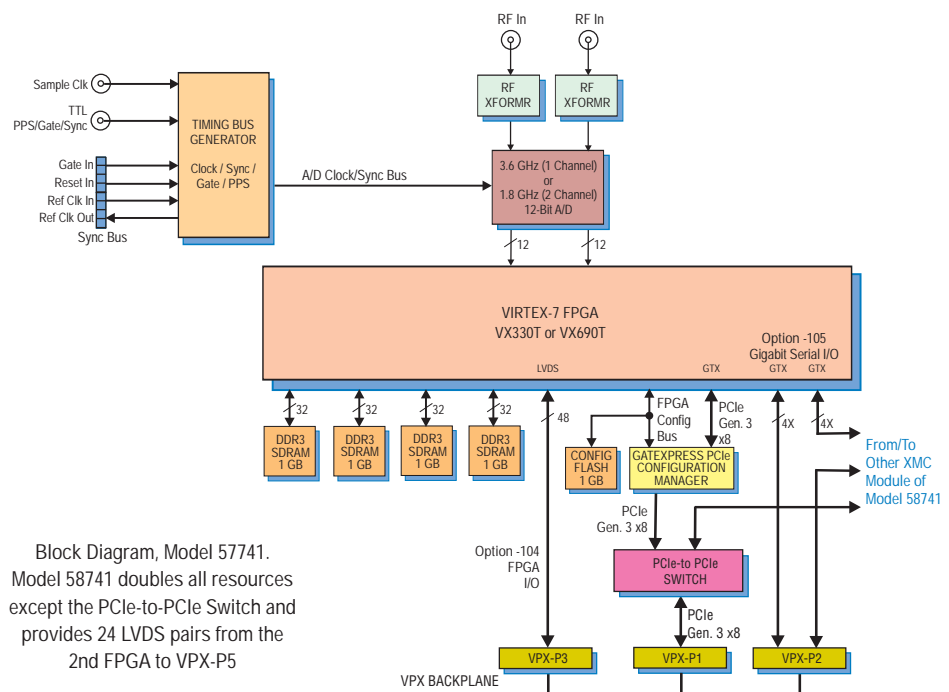 RF In
RF In
Sample Clk
TTL
PPS/Gate/Sync
Gate In
Reset In
Ref Clk In
Ref Clk Out
Sync Bus
TIMING BUS
GENERATOR
Clock / Sync /
Gate / PPS
A/D Clock/Sync Bus
RF
XFORMR
RF
XFORMR
3.6 GHz (1 Channel)
or
1.8 GHz (2 Channel)
12-Bit A/D
12
12
VIRTEX-7 FPGA
VX330T or VX690T
Option -105
Gigabit Serial I/O
LVDS
GTX
GTX
GTX
32
32
32
32
48
FPGA
Config
Bus
PCIe
Gen. 3
x8
4X
4X
DDR3
SDRAM
1 GB
DDR3
SDRAM
1 GB
DDR3
SDRAM
1 GB
DDR3
SDRAM
1 GB
CONFIG
FLASH
1 GB
GATEXPRESS PCIe
CONFIGURATION
MANAGER
From/To
Other XMC
Module of
Model 58741
PCIe
Gen. 3 x8
Option -104
FPGA
I/O
PCIe-to PCIe
SWITCH
PCIe
Gen. 3 x8
Block Diagram, Model 57741.
Model 58741 doubles all resources
except the PCIe-to-PCIe Switch and
provides 24 LVDS pairs from the
2nd FPGA to VPX-P5
VPX-P3
VPX-P1
VPX-P2
VPX BACKPLANE